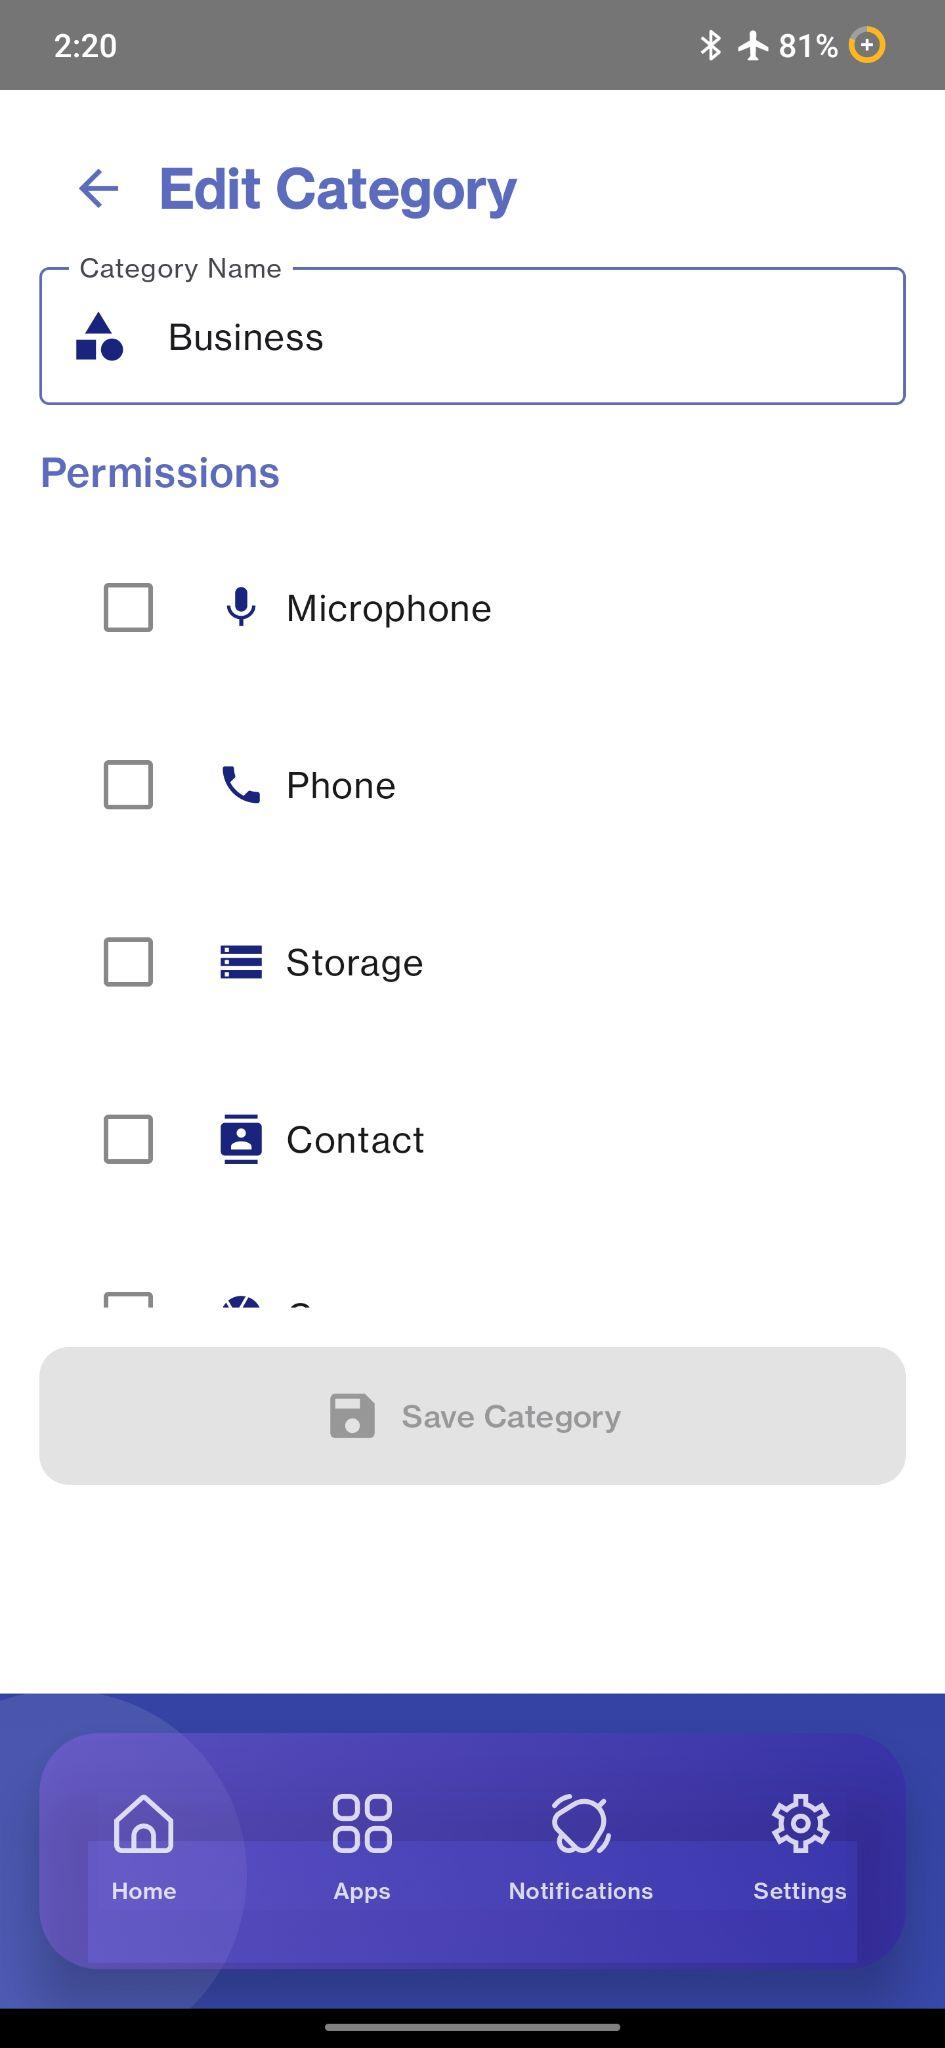 2:20
81%
Edit Category
Category Name
Business
Permissions
Microphone
Phone
Storage
Contact
Save Category
Home
Apps
Notifications
Settings